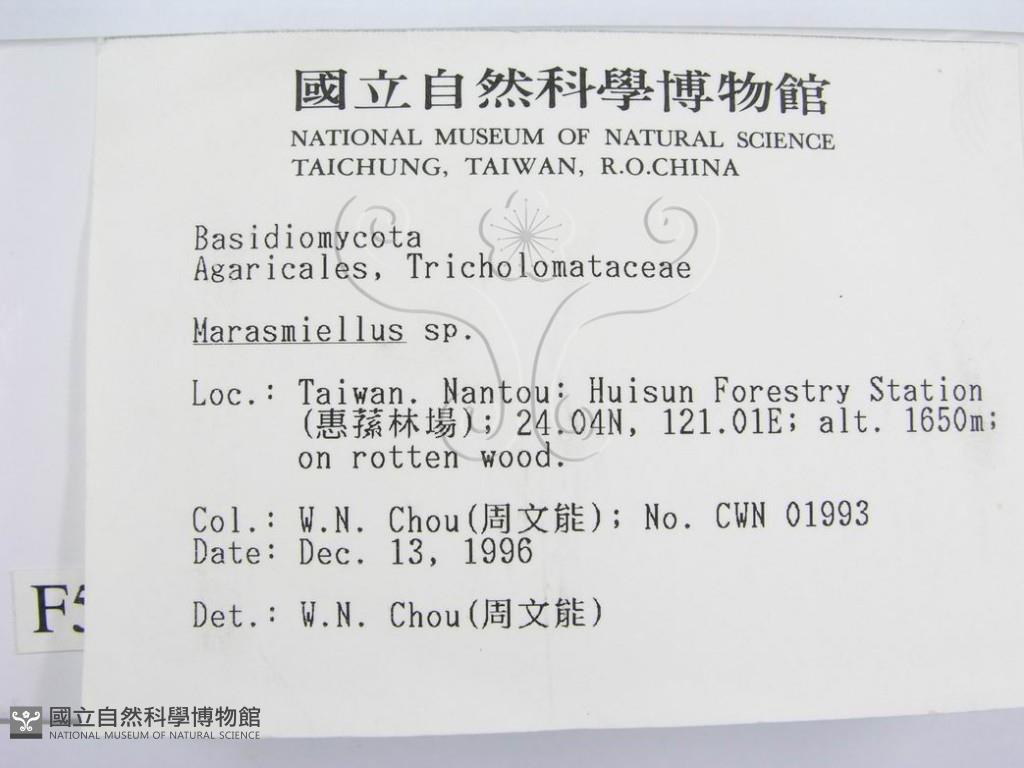 國立自然科學博物館
NATIONAL MUSEUM OF NATURAL SCIENCE
TAICHUNG, TAIWAN, R.O.CHINA
Basidiomycota
Agaricales, Tricholomataceae
Marasmiellus sp.
Loc.: Taiwan. Nantou: Huisun Forestry Station
(惠蓀林場); 24.04N, 121.01E; alt. 1650m;
on rotten wood.
Col.: W.N. Chou(周文能); No. CWN 01993
Date: Dec. 13, 1996
Det.: W.N. Chou(周文能)
F5
國立自然科學博物館
NATIONAL MUSEUM OF NATURAL SCIENCE